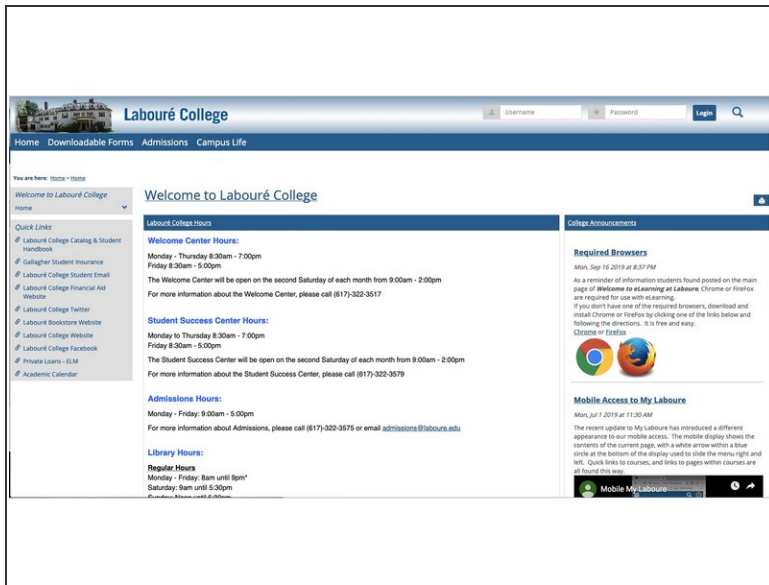 Labouré College
Username
Password
Login
Home Downloadable Forms Admissions Campus Life
You are here: Home > Home
Welcome to Labouré College
Home
Quick Links
Labouré College Catalog & Student
Handbook
Gallagher Student Insurance
Labouré College Student Email
Labouré College Financial Aid
Website
Labouré College Twitter
Labouré Bookstore Website
Labouré College Website
Labouré College Facebook
Private Loans - ELM
Academic Calendar
Welcome to Labouré College
Labouré College Hours
Welcome Center Hours:
Monday - Thursday 8:30am - 7:00pm
Friday 8:30am - 5:00pm
The Welcome Center will be open on the second Saturday of each month from 9:00am - 2:00pm
For more information about the Welcome Center, please call (617)-322-3517
Student Success Center Hours:
Monday to Thursday 8:30am - 7:00pm
Friday 8:30am - 5:00pm
The Student Success Center will be open on the second Saturday of each month from 9:00am - 2:00pm
For more information about the Student Success Center, please call (617)-322-3579
Admissions Hours:
Monday - Friday: 9:00am - 5:00pm
For more information about Admissions, please call (617)-322-3575 or email admissions@laboure.edu
Library Hours:
Regular Hours
Monday - Friday: 8am until 9pm*
Saturday: 9am until 5:30pm
Sunday: Noon until 5:30pm
College Announcements
Required Browsers
Mon, Sep 16 2019 at 8:37 PM
As a reminder of information students found posted on the main
page of Welcome to eLearning at Laboure, Chrome or FireFox
are required for use with eLearning.
If you don't have one of the required browsers, download and
install Chrome or FireFox by clicking one of the links below and
following the directions. It is free and easy.
Chrome or FireFox
Mobile Access to My Laboure
Mon, Jul 1 2019 at 11:30 AM
The recent update to My Laboure has introduced a different
appearance to our mobile access. The mobile display shows the
contents of the current page, with a white arrow within a blue
circle at the bottom of the display used to slide the menu right and
left. Quick links to courses, and links to pages within courses are
all found this way.
Mobile My Laboure